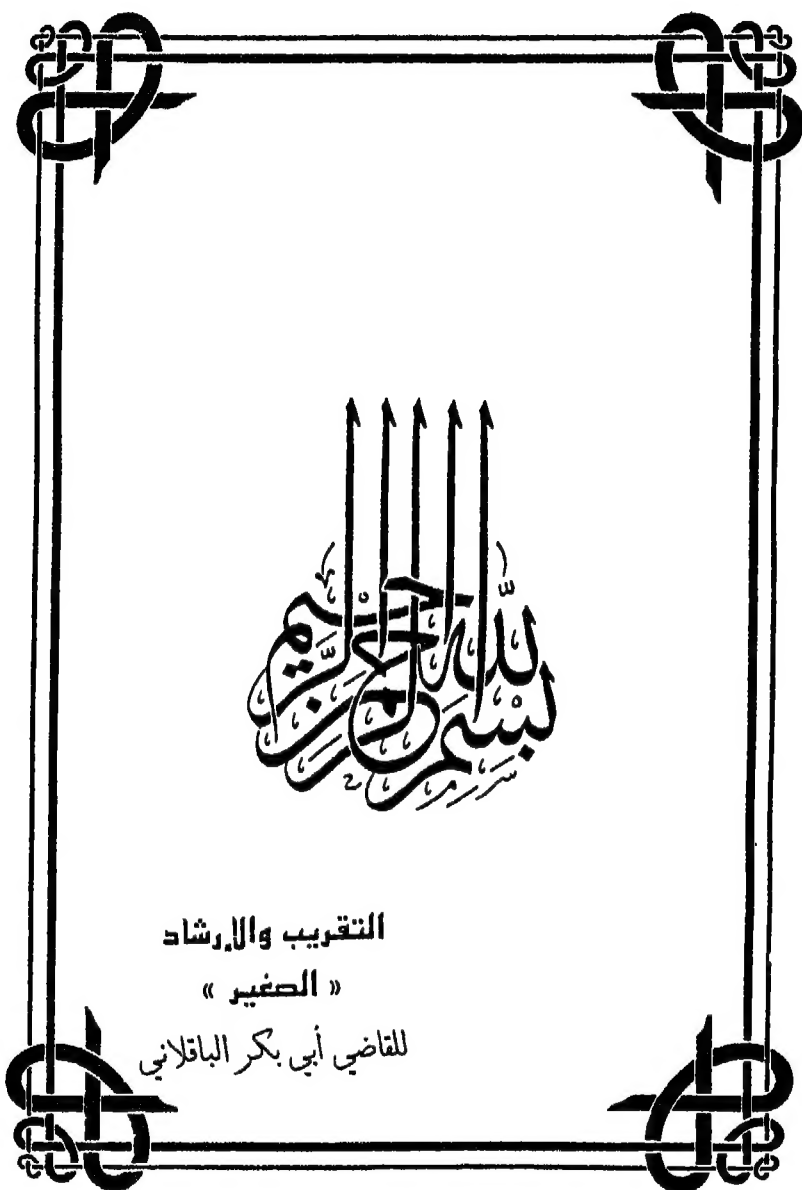 بسم الله الرحمن الرحيم
التقريب والإرشاد
« الصغير »
للقاضي أبي بكر الباقلاني